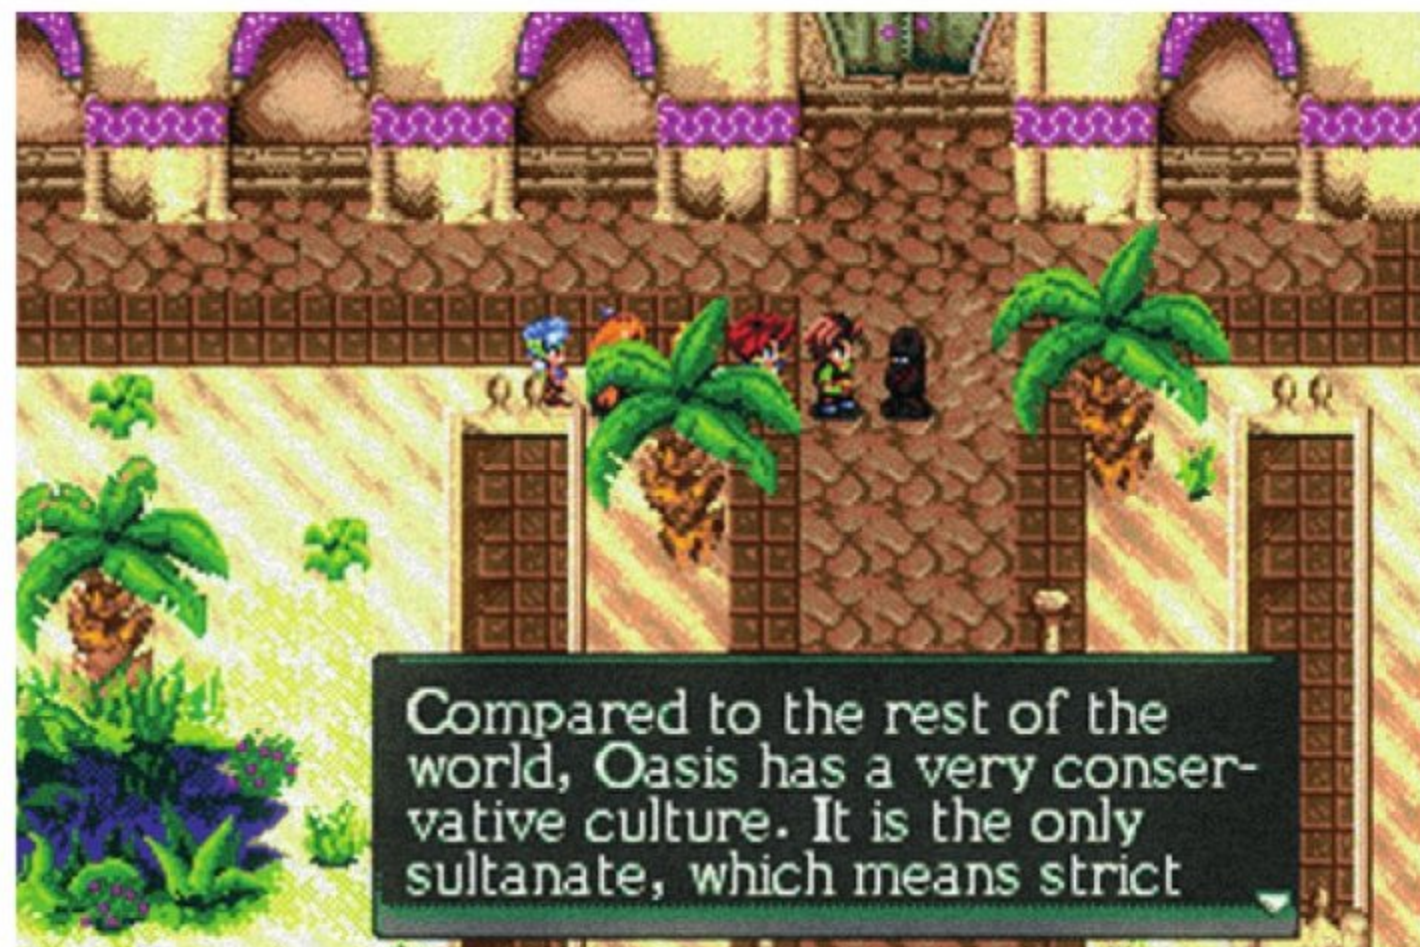 Compared to the rest of the
world, Oasis has a very conser-
vative culture. It is the only
sultanate, which means strict